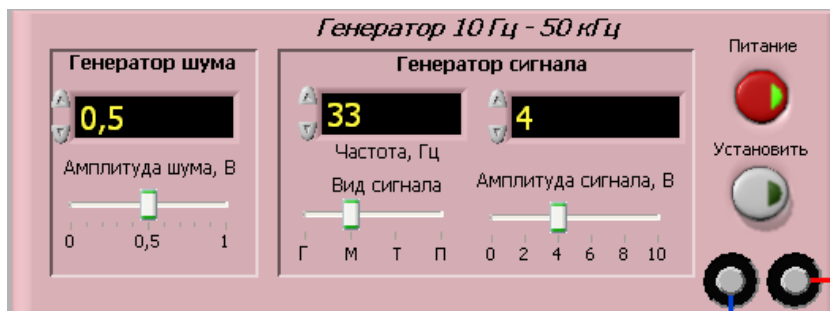 Генератор 10 Гц - 50 кГц
Генератор шума
0,5
Амплитуда шума, В
0 0,5 1
Генератор сигнала
33
Частота, Гц
4
Вид сигнала
Г М Т П
Амплитуда сигнала, В
0 2 4 6 8 10
Питание
Установить